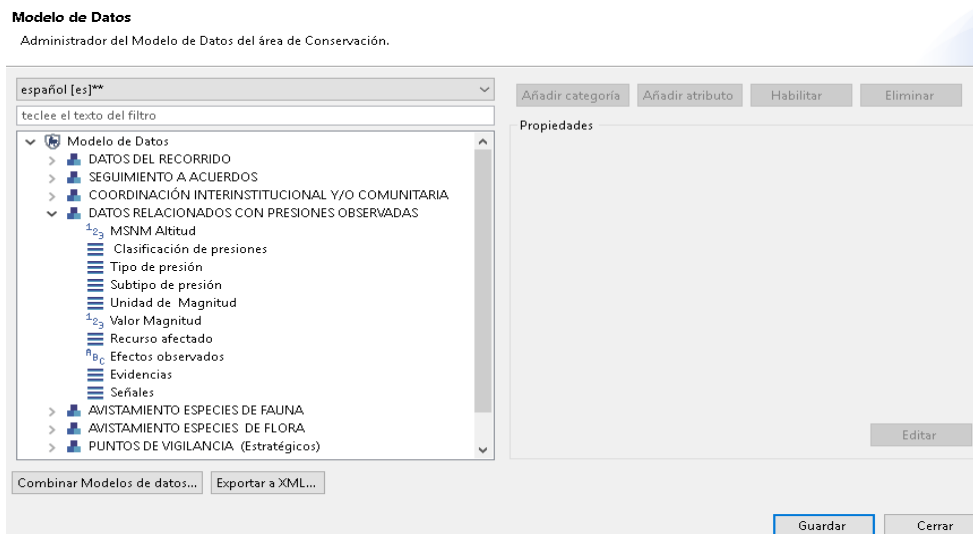 Modelo de Datos
Administrador del Modelo de Datos del área de Conservación.
español [es]**
teclee el texto del filtro
Modelo de Datos
DATOS DEL RECORRIDO
SEGUIMIENTO A ACUERDOS
COORDINACIÓN INTERINSTITUCIONAL Y/O COMUNITARIA
DATOS RELACIONADOS CON PRESIONES OBSERVADAS
123 MSNM Altitud
Clasificación de presiones
Tipo de presión
Subtipo de presión
Unidad de Magnitud
123 Valor Magnitud
Recurso afectado
ABC Efectos observados
Evidencias
Señales
AVISTAMIENTO ESPECIES DE FAUNA
AVISTAMIENTO ESPECIES DE FLORA
PUNTOS DE VIGILANCIA (Estratégicos)
Combinar Modelos de datos... Exportar a XML...
Añadir categoría Añadir atributo Habilitar Eliminar
Propiedades
Editar
Guardar Cerrar